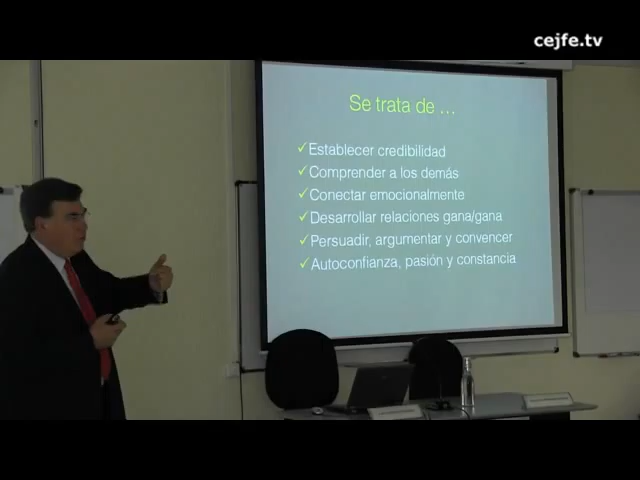 cejfe.tv
Se trata de ...
✓Establecer credibilidad
✓Comprender a los demás
✓Conectar emocionalmente
✓Desarrollar relaciones gana/gana
✓Persuadir, argumentar y convencer
✓Autoconfianza, pasión y constancia